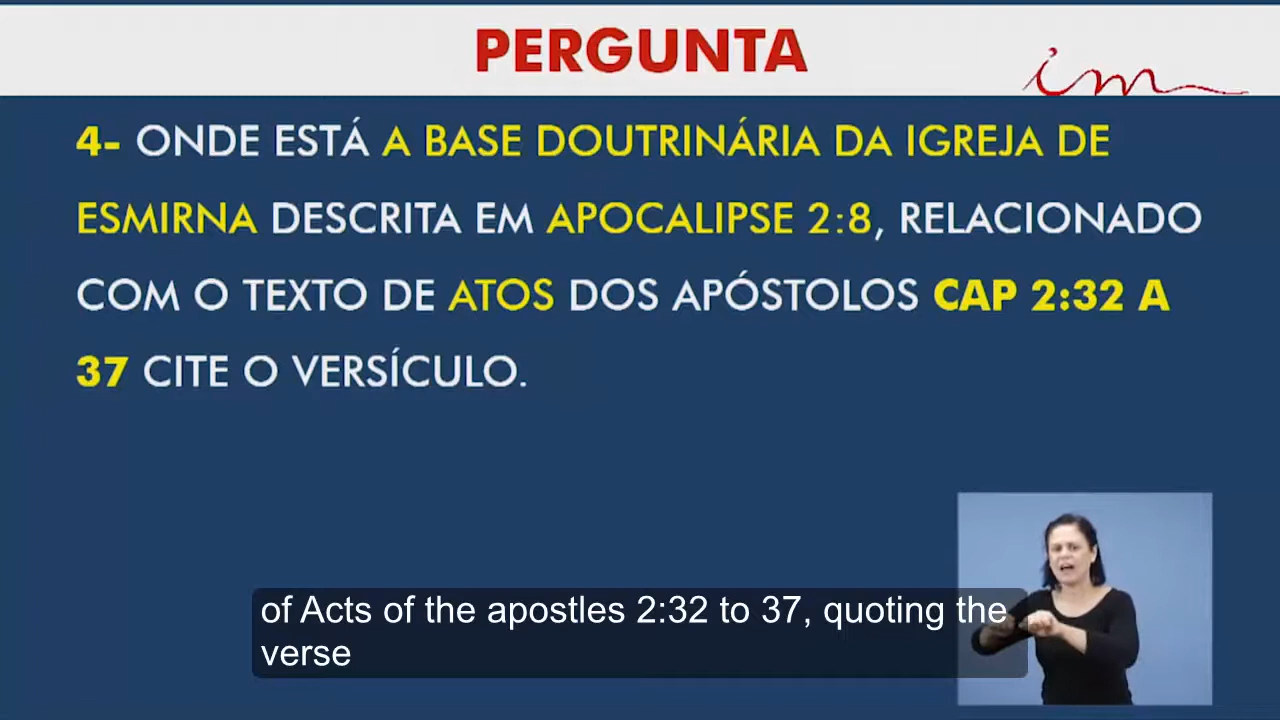 PERGUNTA
im
4- ONDE ESTÁ A BASE DOUTRINÁRIA DA IGREJA DE
ESMIRNA DESCRITA EM APOCALIPSE 2:8, RELACIONADO
COM O TEXTO DE ATOS DOS APÓSTOLOS CAP 2:32 A
37 CITE O VERSÍCULO.
of Acts of the apostles 2:32 to 37, quoting the
verse